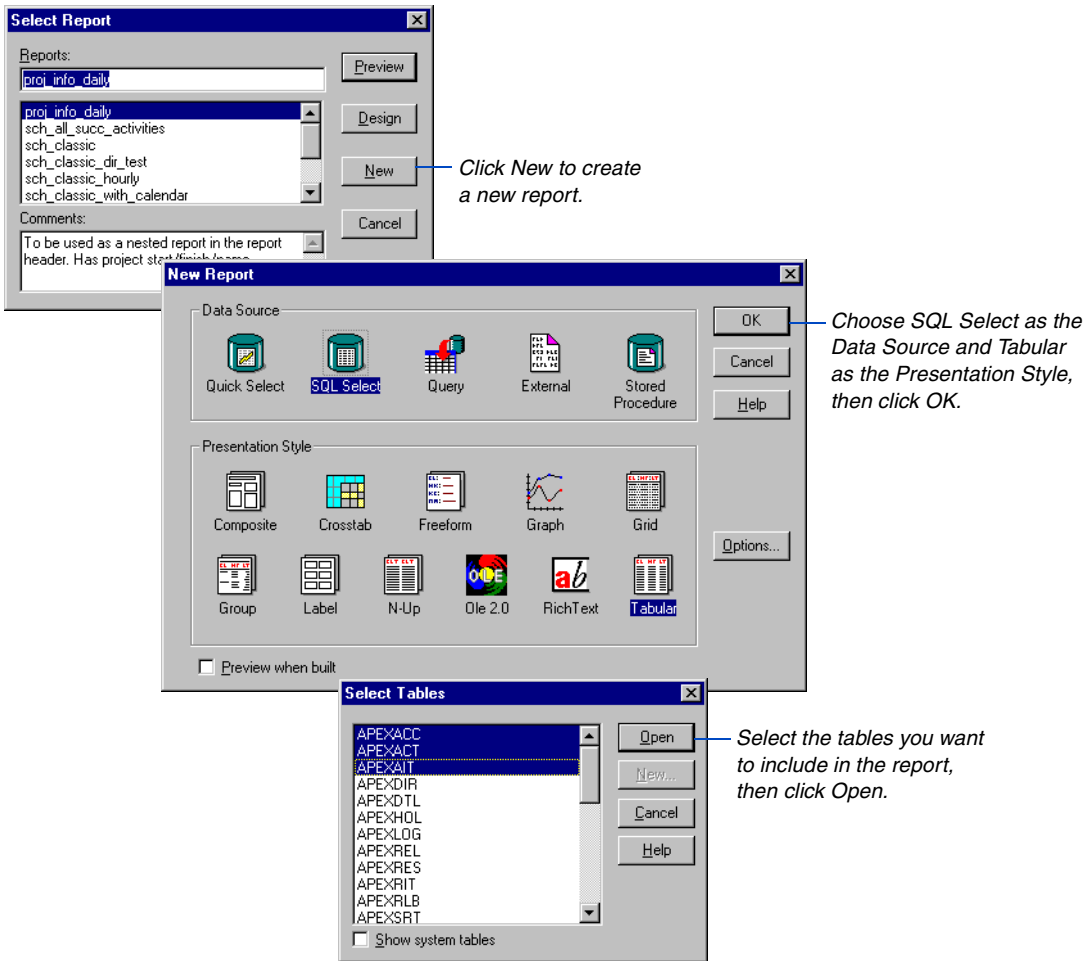 Select Report
Reports:
proj_info_daily
proj_info_daily
sch_all_succ_activities
sch_classic
sch_classic_dir_test
sch_classic_hourly
sch_classic_with_calendar
Comments:
To be used as a nested report in the report
header. Has project start/finish/name
Preview
Design
New
Cancel
Click New to create
a new report.
New Report
Data Source
Quick Select
SQL Select
Query
External
Stored
Procedure
OK
Cancel
Help
Choose SQL Select as the
Data Source and Tabular
as the Presentation Style,
then click OK.
Presentation Style
Composite
Crosstab
Freeform
Graph
Grid
Group
Label
N-Up
Ole 2.0
RichText
Tabular
Options...
Preview when built
Select Tables
APEXACC
APEXACT
APEXAIT
APEXDIR
APEXDTL
APEXHOL
APEXLOG
APEXREL
APEXRES
APEXRIT
APEXRLB
APEXSRT
Show system tables
Open
New...
Cancel
Help
Select the tables you want
to include in the report,
then click Open.